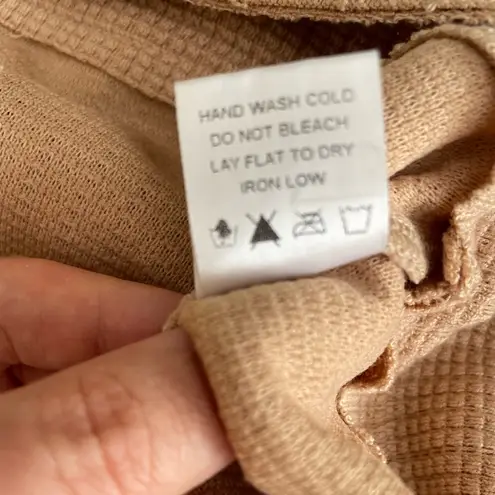 HAND WASH COLD
DO NOT BLEACH
LAY FLAT TO DRY
IRON LOW